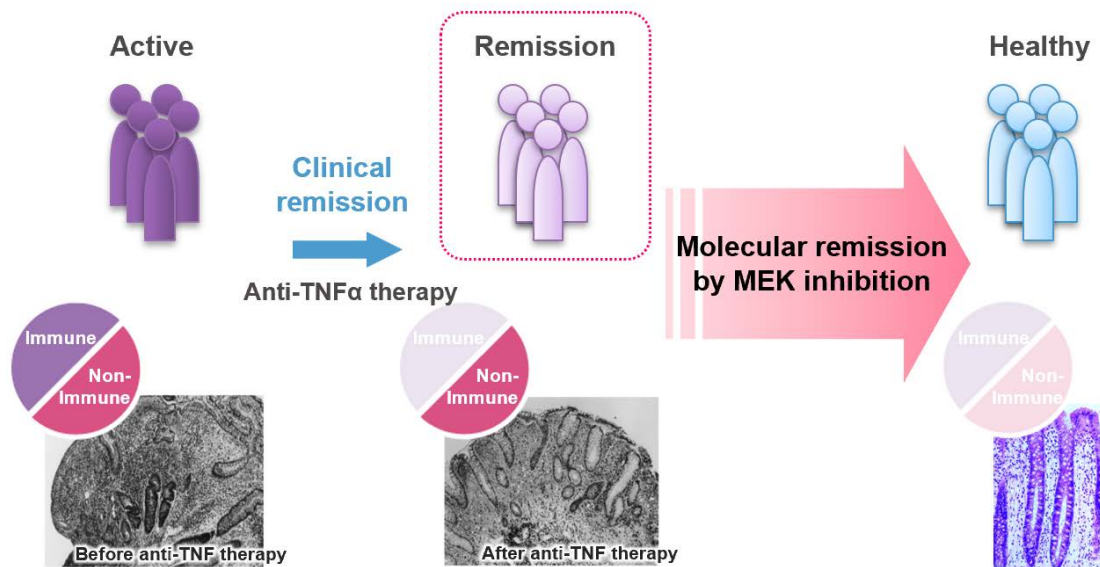 Active
Remission
Healthy
Clinical
remission
Anti-TNFα therapy
Molecular remission
by MEK inhibition
Immune
Non-
Immune
Immune
Non-
Immune
Immune
Non-
Immune
Before anti-TNF therapy
After anti-TNF therapy